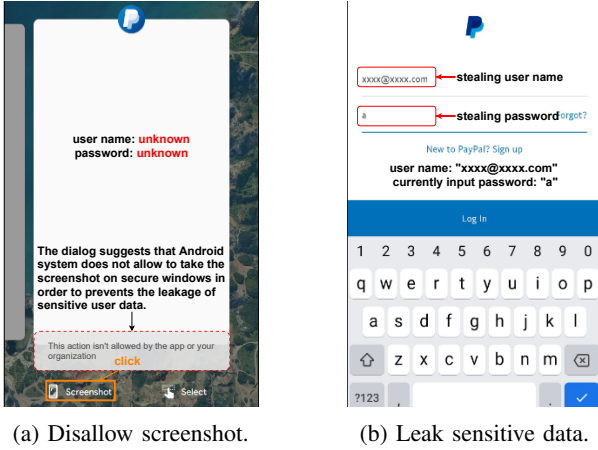 user name: unknown
password: unknown
The dialog suggests that Android
system does not allow to take the
screenshot on secure windows in
order to prevents the leakage of
sensitive user data.
This action isn't allowed by the app or your
organization
click
Screenshot
Select
(a) Disallow screenshot.
xxxx@xxxx.com
stealing user name
a
stealing password
Forgot?
New to PayPal? Sign up
user name: "xxxx@xxxx.com"
currently input password: "a"
Log In
1 2 3 4 5 6 7 8 9 0
q w e r t y u i o p
a s d f g h j k l
z x c v b n m
?123 , .
(b) Leak sensitive data.